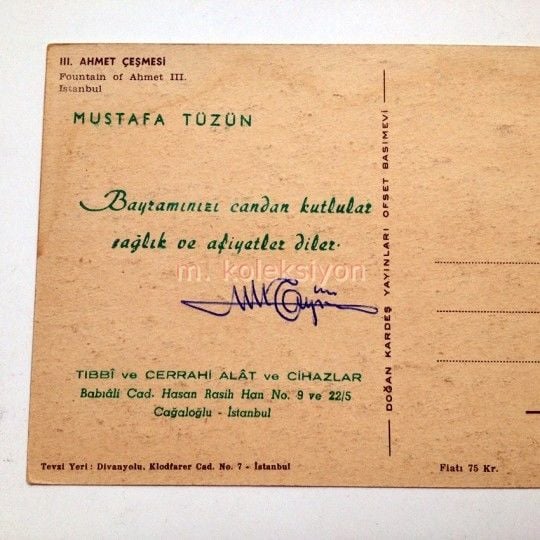 III. AHMET ÇEŞMESİ
Fountain of Ahmet III.
Istanbul
MUSTAFA TÜZÜN
Bayramınızı candan kutlular
sağlık ve afiyetler diler.
m. koleksiyon
TIBBÎ ve CERRAHİ ALÂT ve CİHAZLAR
Babıâli Cad. Hasan Rasih Han No. 9 ve 22/5
Cağaloğlu - İstanbul
Tevzi Yeri : Divanyolu, Klodfarer Cad. No. 7 - İstanbul
DOĞAN KARDEŞ YAYINLARI OFSET BASIMEVİ
Fiatı 75 Kr.